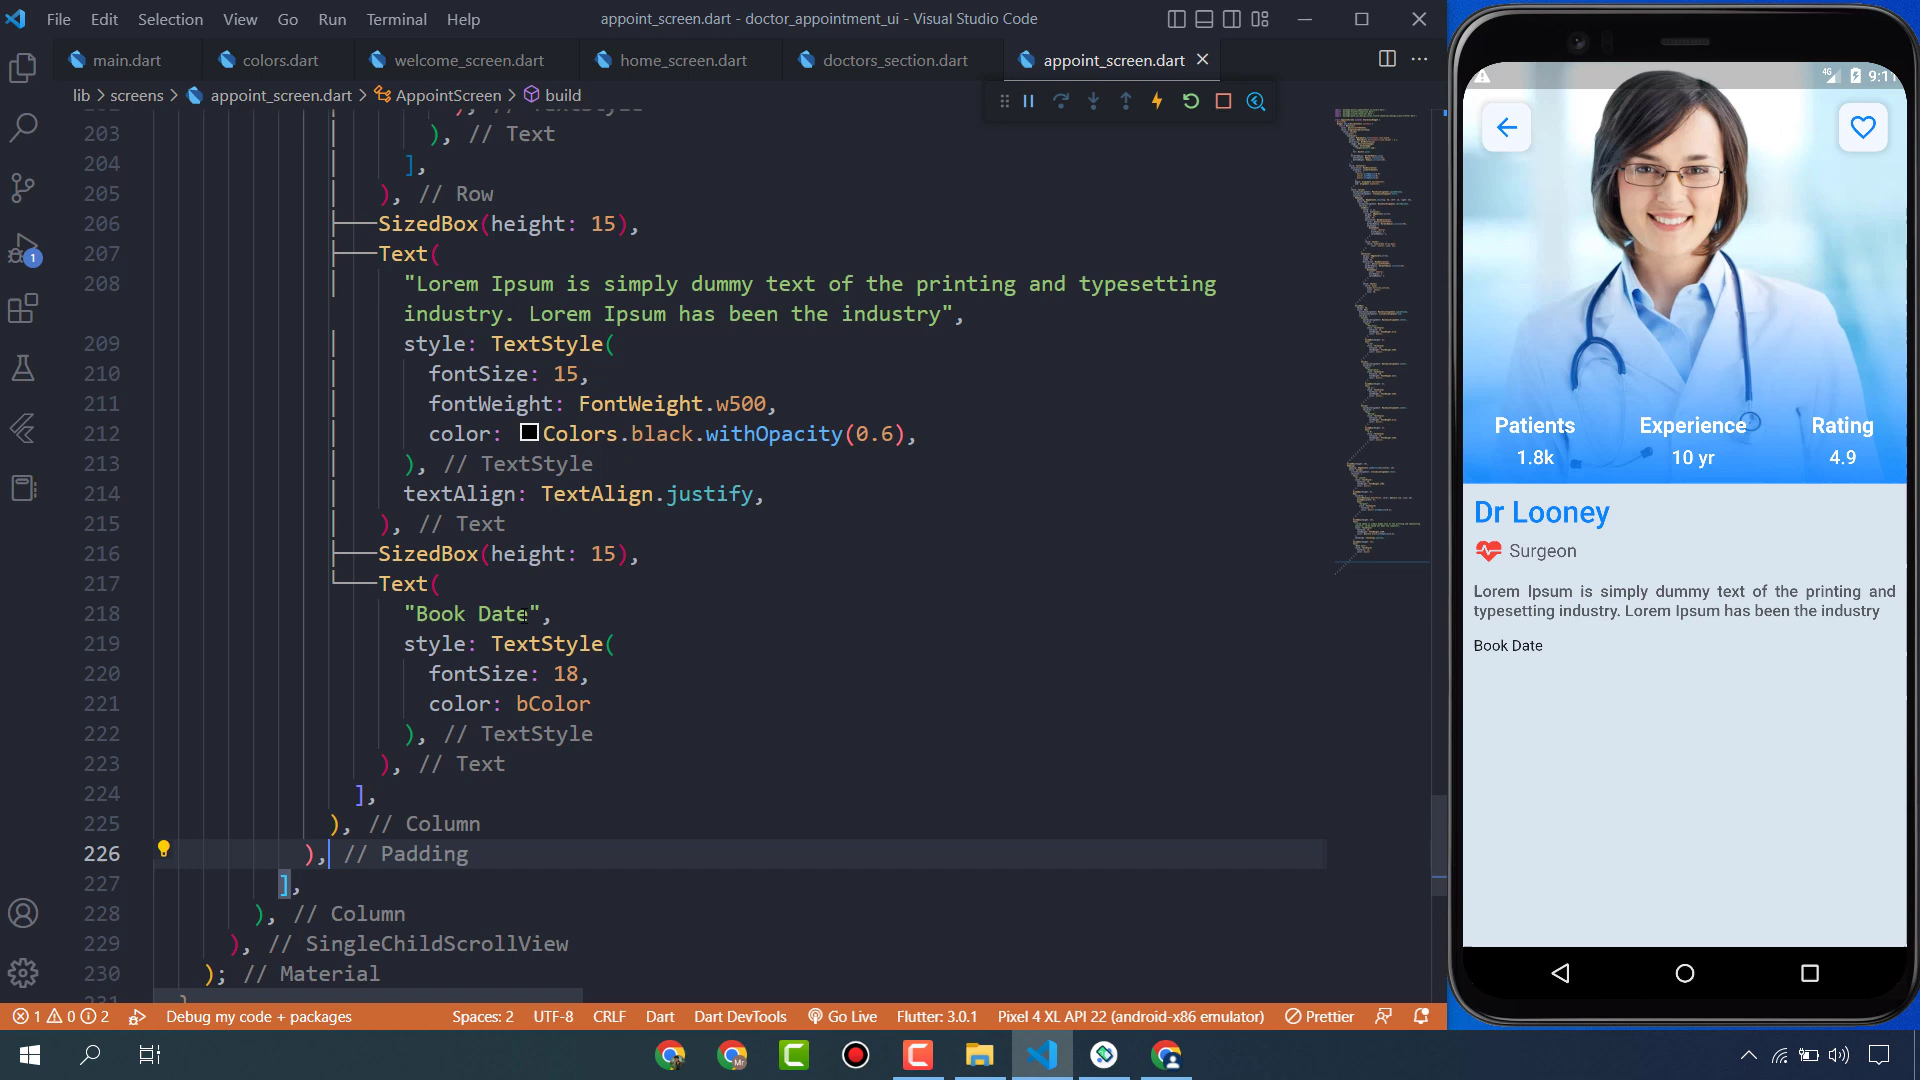 File Edit Selection View Go Run Terminal Help
appoint_screen.dart - doctor_appointment_ui - Visual Studio Code
main.dart
colors.dart
welcome_screen.dart
home_screen.dart
doctors_section.dart
appoint_screen.dart
lib > screens > appoint_screen.dart > AppointScreen > build
203 ), // Text
204 ],
205 ), // Row
206 SizedBox(height: 15),
207 Text(
208 "Lorem Ipsum is simply dummy text of the printing and typesetting
industry. Lorem Ipsum has been the industry",
209 style: TextStyle(
210 fontSize: 15,
211 fontWeight: FontWeight.w500,
212 color: Colors.black.withOpacity(0.6),
213 ), // TextStyle
214 textAlign: TextAlign.justify,
215 ), // Text
216 SizedBox(height: 15),
217 Text(
218 "Book Date",
219 style: TextStyle(
220 fontSize: 18,
221 color: bColor
222 ), // TextStyle
223 ), // Text
224 ],
225 ), // Column
226 ), // Padding
227 ],
228 ), // Column
229 ), // SingleChildScrollView
230 ); // Material
1
1 0 2 Debug my code + packages
Spaces: 2 UTF-8 CRLF Dart Dart DevTools Go Live Flutter: 3.0.1 Pixel 4 XL API 22 (android-x86 emulator) Prettier
4G 9:11
Patients Experience Rating
1.8k 10 yr 4.9
Dr Looney
Surgeon
Lorem Ipsum is simply dummy text of the printing and
typesetting industry. Lorem Ipsum has been the industry
Book Date